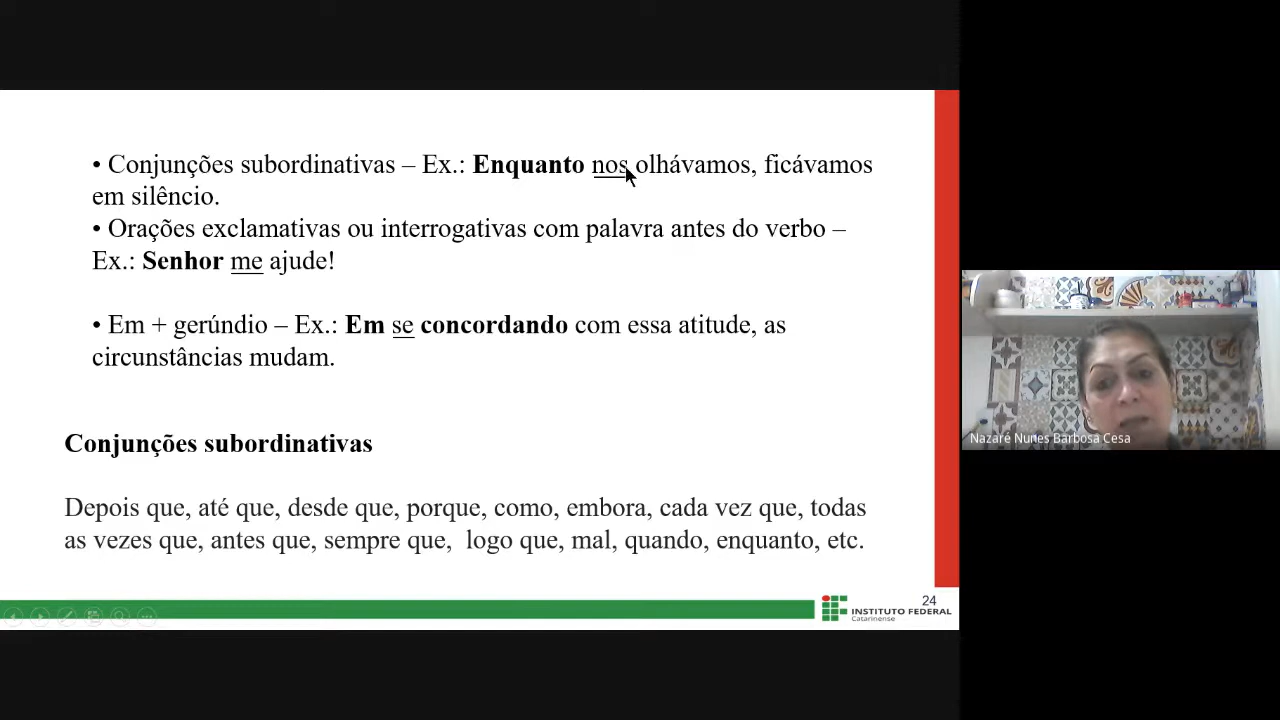 • Conjunções subordinativas – Ex.: Enquanto nos olhávamos, ficávamos
em silêncio.
• Orações exclamativas ou interrogativas com palavra antes do verbo –
Ex.: Senhor me ajude!
• Em + gerúndio – Ex.: Em se concordando com essa atitude, as
circunstâncias mudam.
Conjunções subordinativas
Depois que, até que, desde que, porque, como, embora, cada vez que, todas
as vezes que, antes que, sempre que, logo que, mal, quando, enquanto, etc.
24
INSTITUTO FEDERAL
Catarinense
Nazaré Nunes Barbosa Cesa